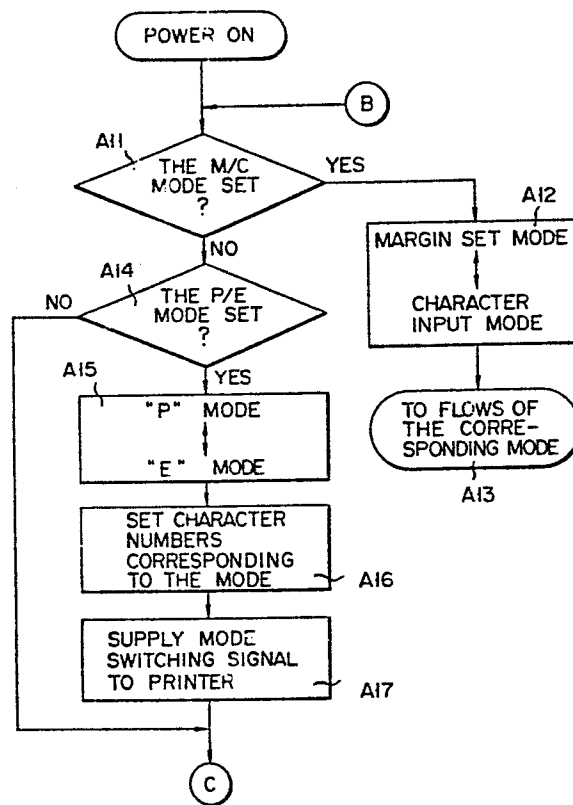 POWER ON
B
A11
THE M/C
MODE SET
?
YES
NO
A12
MARGIN SET MODE
CHARACTER
INPUT MODE
TO FLOWS OF
THE CORRE-
SPONDING MODE
A13
A14
NO
THE P/E
MODE SET
?
YES
A15
"P" MODE
"E" MODE
SET CHARACTER
NUMBERS
CORRESPONDING
TO THE MODE
A16
SUPPLY MODE
SWITCHING SIGNAL
TO PRINTER
A17
C